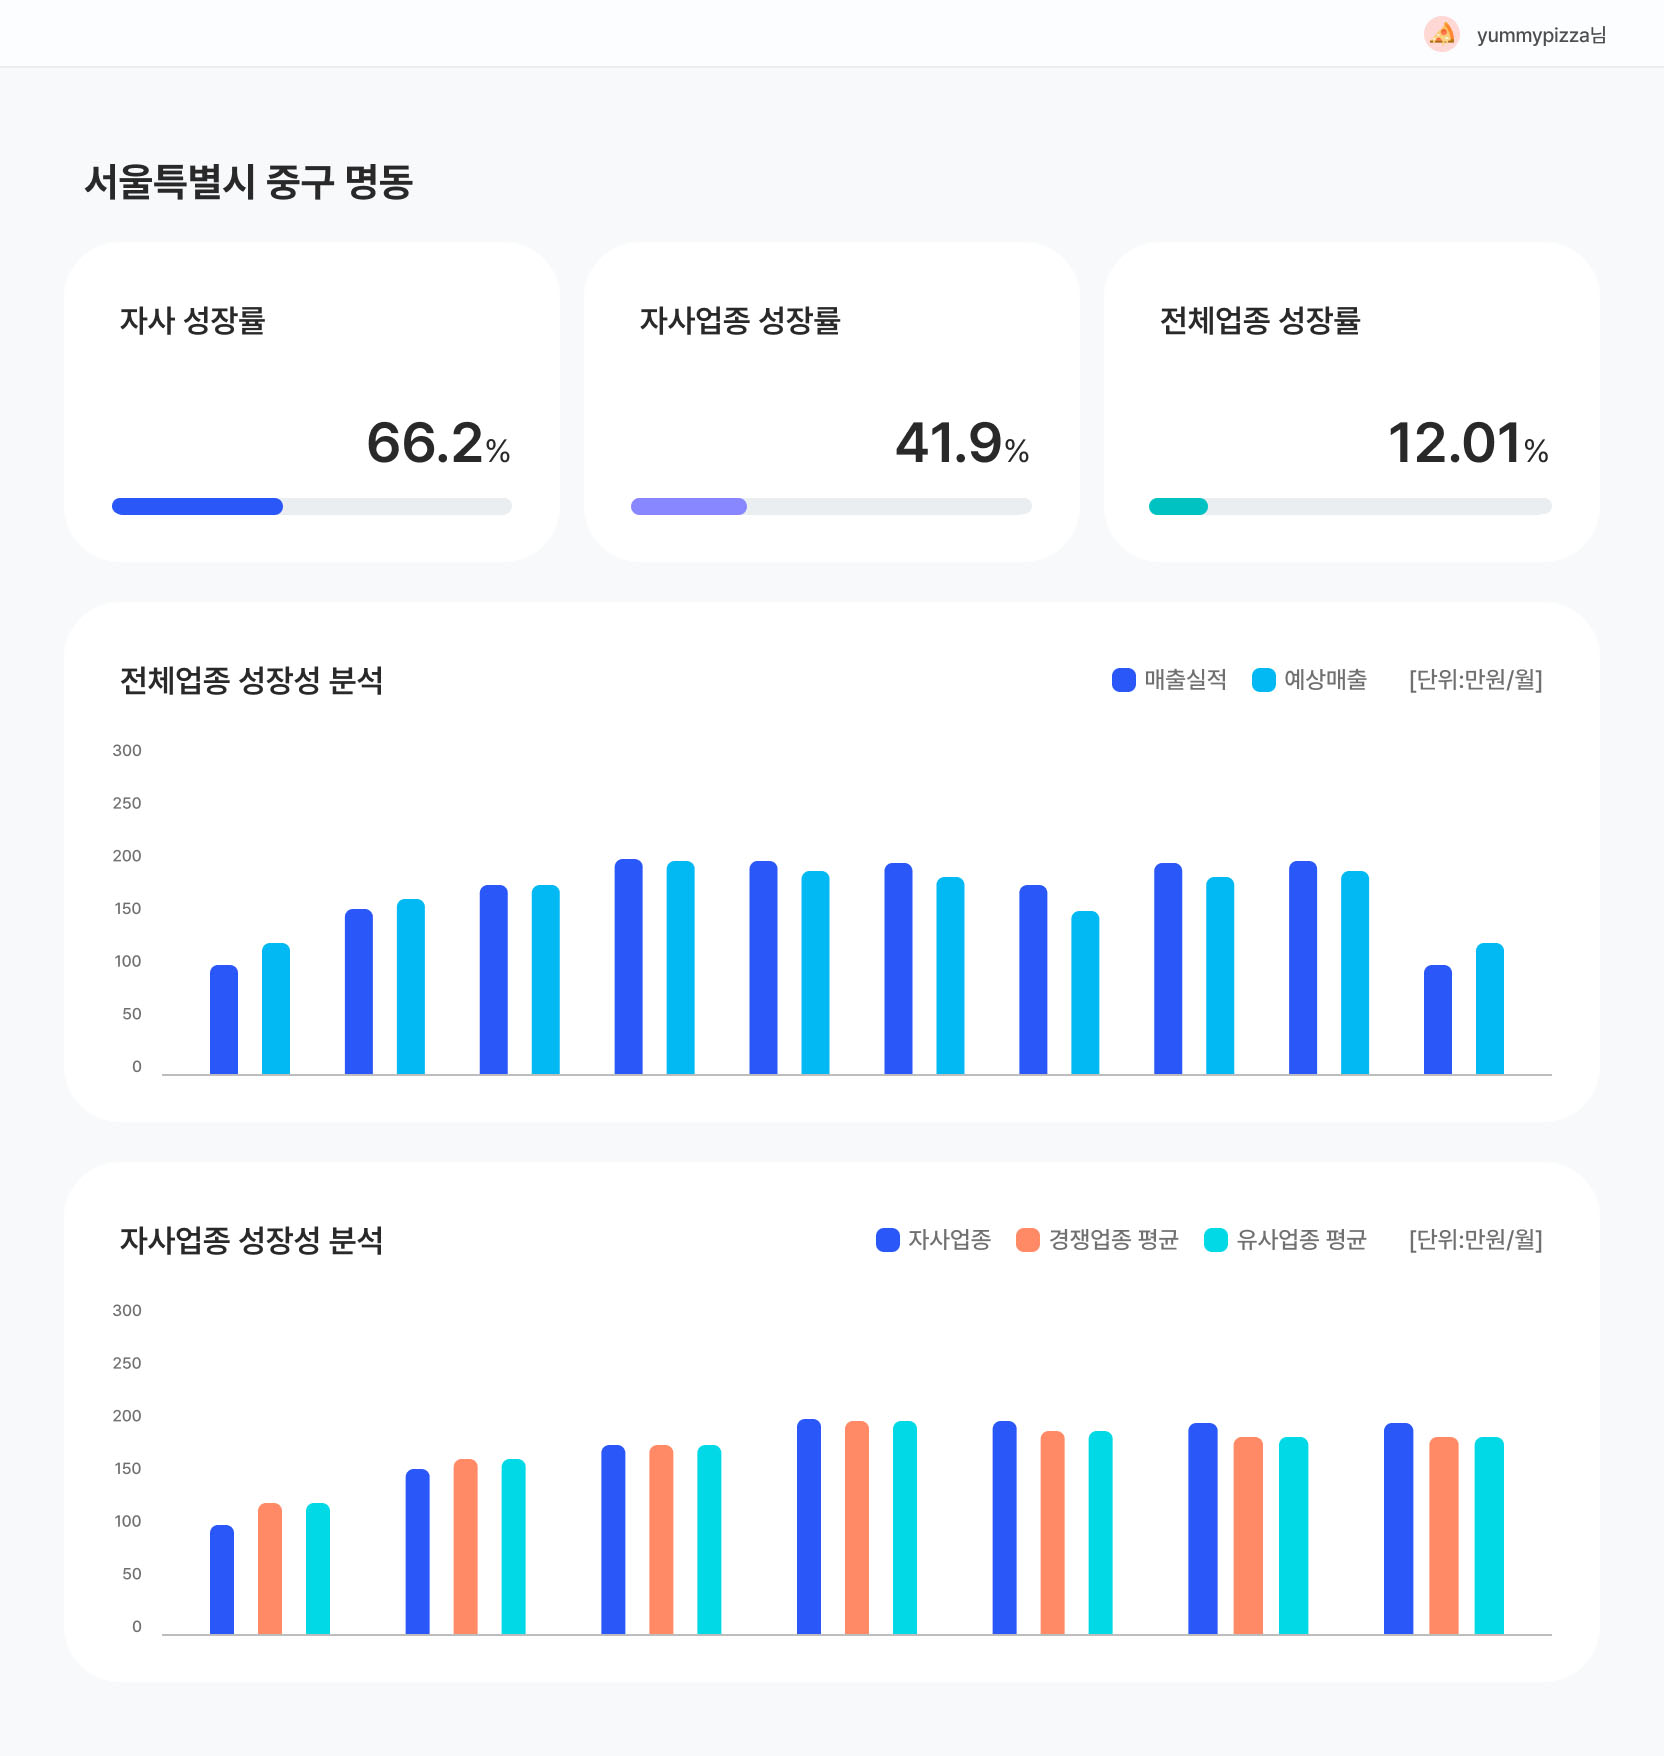 yummypizza님
서울특별시 중구 명동
자사 성장률
66.2%
자사업종 성장률
41.9%
전체업종 성장률
12.01%
전체업종 성장성 분석
매출실적 예상매출 [단위:만원/월]
300
250
200
150
100
50
0
자사업종 성장성 분석
자사업종 경쟁업종 평균 유사업종 평균 [단위:만원/월]
300
250
200
150
100
50
0